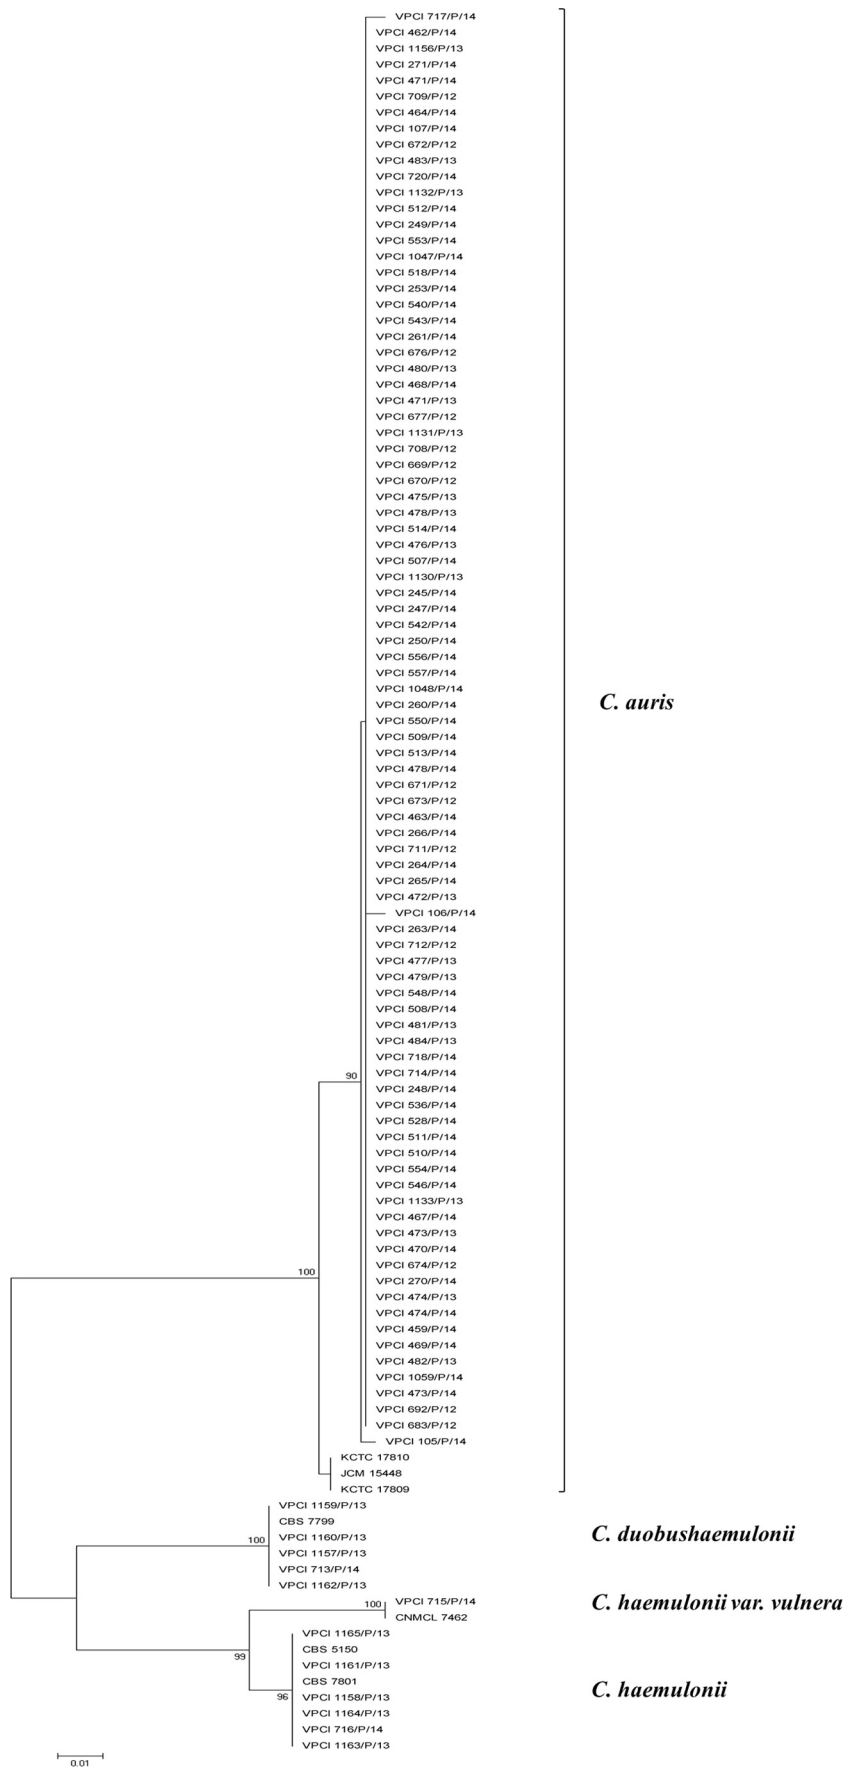 VPCI 717/P/14
VPCI 462/P/14
VPCI 1156/P/13
VPCI 271/P/14
VPCI 471/P/14
VPCI 709/P/12
VPCI 464/P/14
VPCI 107/P/14
VPCI 672/P/12
VPCI 483/P/13
VPCI 720/P/14
VPCI 1132/P/13
VPCI 512/P/14
VPCI 249/P/14
VPCI 553/P/14
VPCI 1047/P/14
VPCI 518/P/14
VPCI 253/P/14
VPCI 540/P/14
VPCI 543/P/14
VPCI 261/P/14
VPCI 676/P/12
VPCI 480/P/13
VPCI 468/P/14
VPCI 471/P/13
VPCI 677/P/12
VPCI 1131/P/13
VPCI 708/P/12
VPCI 669/P/12
VPCI 670/P/12
VPCI 475/P/13
VPCI 478/P/13
VPCI 514/P/14
VPCI 476/P/13
VPCI 507/P/14
VPCI 1130/P/13
VPCI 245/P/14
VPCI 247/P/14
VPCI 542/P/14
VPCI 250/P/14
VPCI 556/P/14
VPCI 557/P/14
VPCI 1048/P/14
VPCI 260/P/14
C. auris
VPCI 550/P/14
VPCI 509/P/14
VPCI 513/P/14
VPCI 478/P/14
VPCI 671/P/12
VPCI 673/P/12
VPCI 463/P/14
VPCI 266/P/14
VPCI 711/P/12
VPCI 264/P/14
VPCI 265/P/14
VPCI 472/P/13
VPCI 106/P/14
VPCI 263/P/14
VPCI 712/P/12
VPCI 477/P/13
VPCI 479/P/13
VPCI 548/P/14
VPCI 508/P/14
VPCI 481/P/13
VPCI 484/P/13
VPCI 718/P/14
VPCI 714/P/14
90
VPCI 248/P/14
VPCI 536/P/14
VPCI 528/P/14
VPCI 511/P/14
VPCI 510/P/14
VPCI 554/P/14
VPCI 546/P/14
VPCI 1133/P/13
VPCI 467/P/14
VPCI 473/P/13
VPCI 470/P/14
VPCI 674/P/12
100
VPCI 270/P/14
VPCI 474/P/13
VPCI 474/P/14
VPCI 459/P/14
VPCI 469/P/14
VPCI 482/P/13
VPCI 1059/P/14
VPCI 473/P/14
VPCI 692/P/12
VPCI 683/P/12
VPCI 105/P/14
KCTC 17810
JCM 15448
KCTC 17809
VPCI 1159/P/13
CBS 7799
C. duobushaemulonii
100
VPCI 1160/P/13
VPCI 1157/P/13
VPCI 713/P/14
VPCI 1162/P/13
VPCI 715/P/14
C. haemulonii var. vulnera
100
CNMCL 7462
VPCI 1165/P/13
CBS 5150
99
VPCI 1161/P/13
CBS 7801
C. haemulonii
96
VPCI 1158/P/13
VPCI 1164/P/13
VPCI 716/P/14
VPCI 1163/P/13
0.01